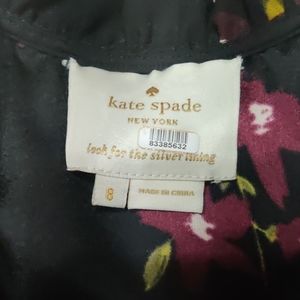 kate spade
NEW YORK
83385632
look for the silver lining
8
MADE IN CHINA